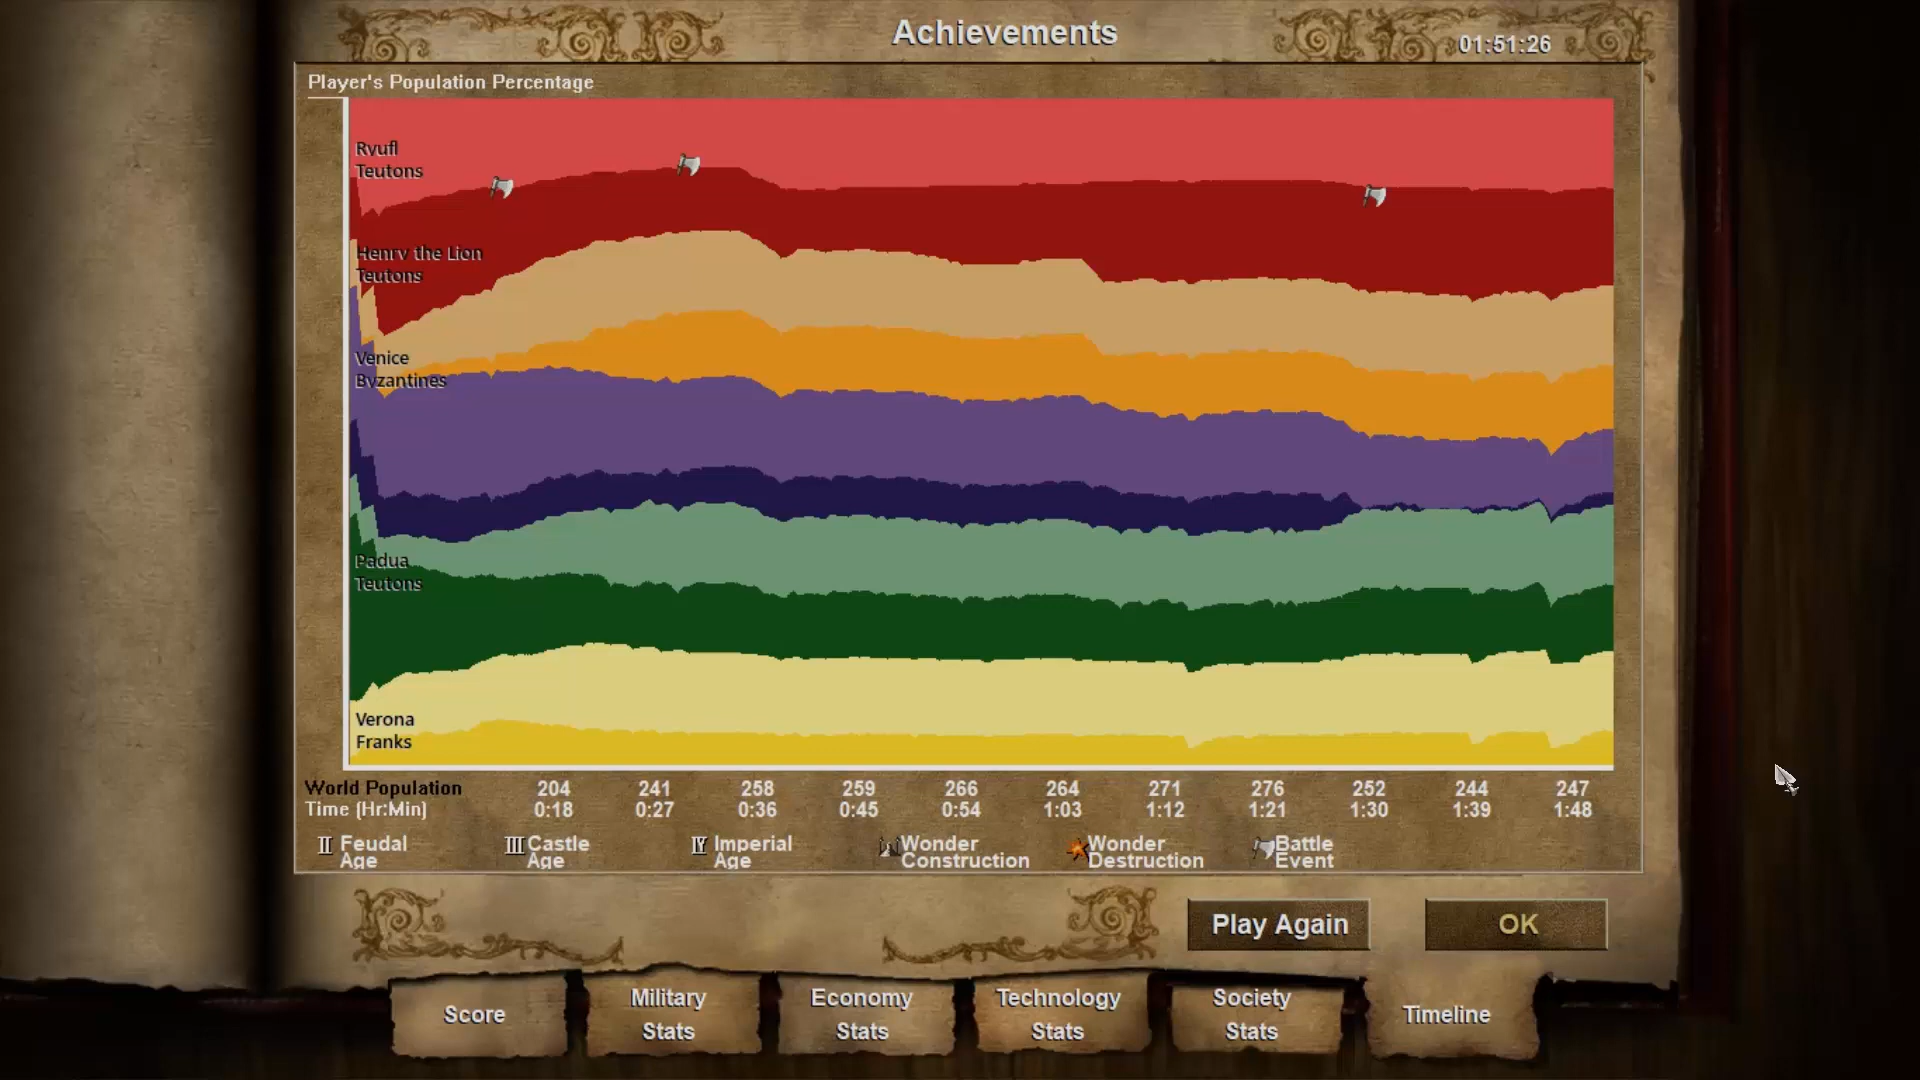 Achievements
01:51:26
Player's Population Percentage
Rvufl
Teutons
Henrv the Lion
Teutons
Venice
Bvzantines
Padua
Teutons
Verona
Franks
World Population 204 241 258 259 266 264 271 276 252 244 247
Time (Hr:Min) 0:18 0:27 0:36 0:45 0:54 1:03 1:12 1:21 1:30 1:39 1:48
II Feudal Age
III Castle Age
IV Imperial Age
Wonder Construction
Wonder Destruction
Battle Event
Play Again
OK
Score
Military Stats
Economy Stats
Technology Stats
Society Stats
Timeline